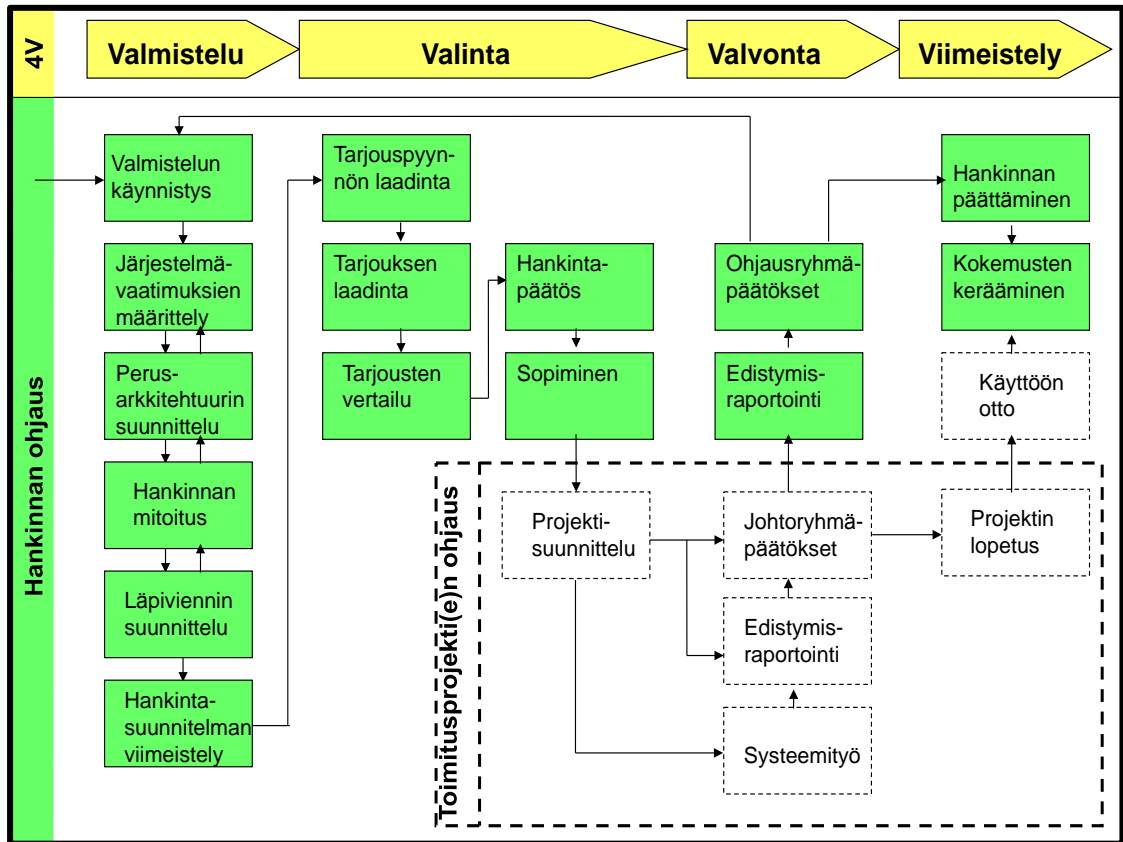 4V
Valmistelu
Valinta
Valvonta
Viimeistely
Hankinnan ohjaus
Valmistelun
käynnistys
Järjestelmä-
vaatimuksien
määrittely
Perus-
arkkitehtuurin
suunnittelu
Hankinnan
mitoitus
Läpiviennin
suunnittelu
Hankinta-
suunnitelman
viimeistely
Tarjouspyyn-
nön laadinta
Tarjouksen
laadinta
Tarjousten
vertailu
Hankinta-
päätös
Sopiminen
Ohjausryhmä-
päätökset
Edistymis-
raportointi
Hankinnan
päättäminen
Kokemusten
kerääminen
Käyttöön
otto
Toimitusprojekti(e)n ohjaus
Projekti-
suunnittelu
Johtoryhmä-
päätökset
Edistymis-
raportointi
Systeemityö
Projektin
lopetus